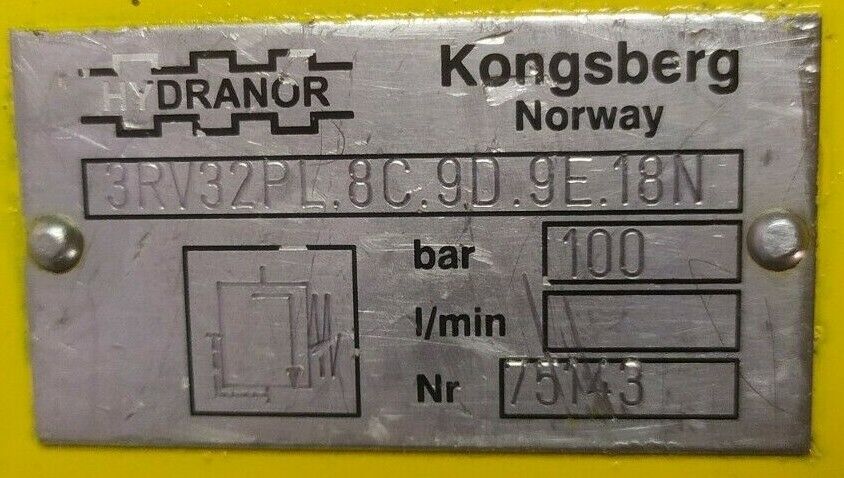 HYDRANOR
Kongsberg
Norway
3RV32PL.8C.9D.9E.18N
bar 100
l/min
Nr 75143